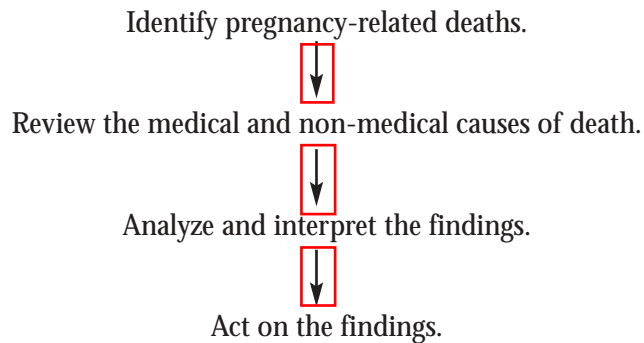 Identify pregnancy-related deaths.
Review the medical and non-medical causes of death.
Analyze and interpret the findings.
Act on the findings.